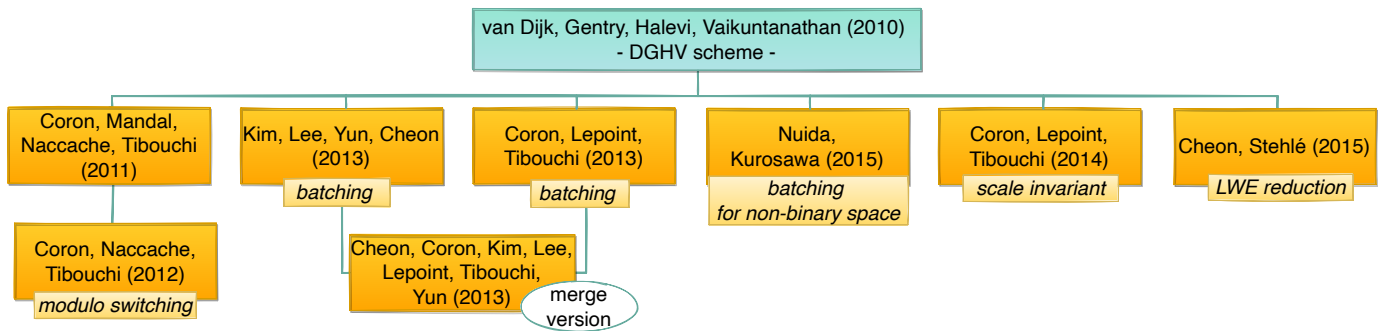 van Dijk, Gentry, Halevi, Vaikuntanathan (2010)
- DGHV scheme -
Coron, Mandal,
Naccache, Tibouchi
(2011)
Kim, Lee, Yun, Cheon
(2013)
batching
Coron, Lepoint,
Tibouchi (2013)
batching
Nuida,
Kurosawa (2015)
batching
for non-binary space
Coron, Lepoint,
Tibouchi (2014)
scale invariant
Cheon, Stehlé (2015)
LWE reduction
Coron, Naccache,
Tibouchi (2012)
modulo switching
Cheon, Coron, Kim, Lee,
Lepoint, Tibouchi,
Yun (2013)
merge
version